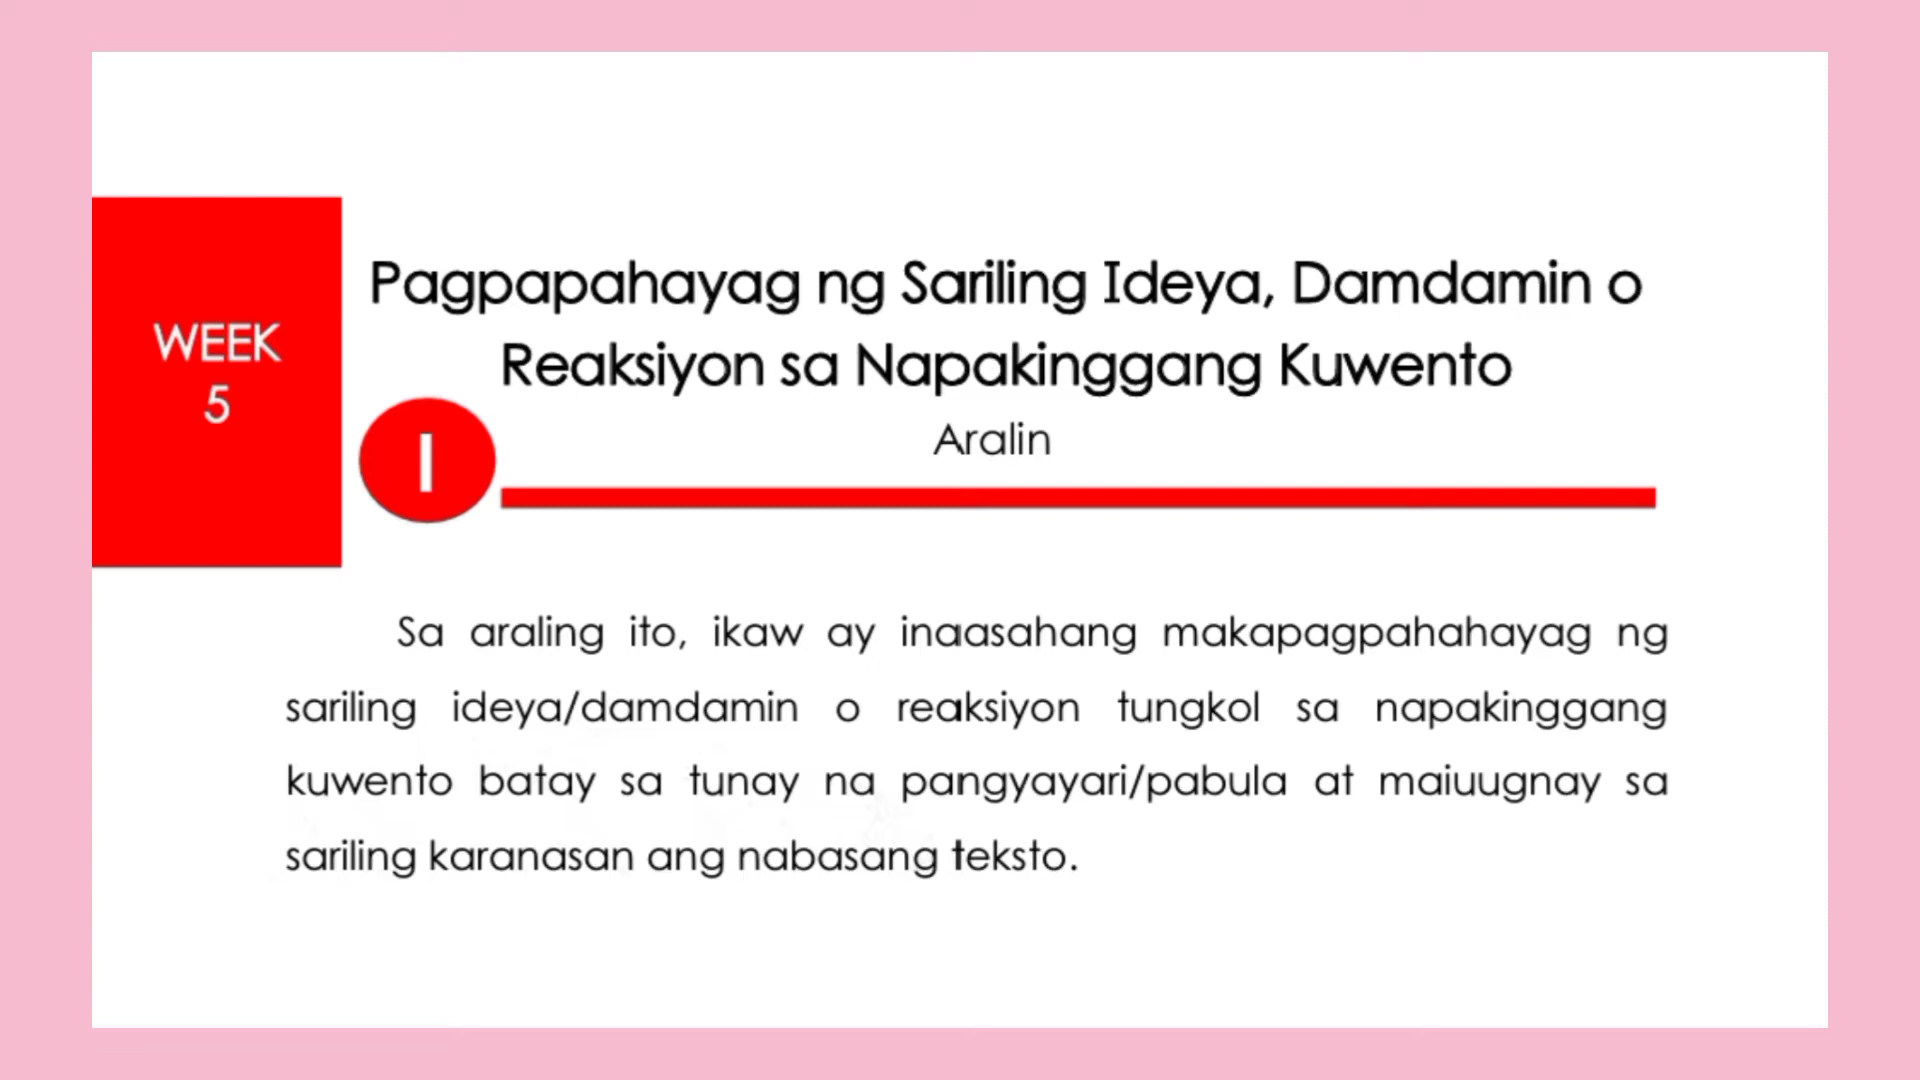 WEEK
5
Pagpapahayag ng Sariling Ideya, Damdamin o
Reaksiyon sa Napakinggang Kuwento
Aralin
I
Sa araling ito, ikaw ay inaasahang makapagpahahayag ng
sariling ideya/damdamin o reaksiyon tungkol sa napakinggang
kuwento batay sa tunay na pangyayari/pabula at maiuugnay sa
sariling karanasan ang nabasang teksto.